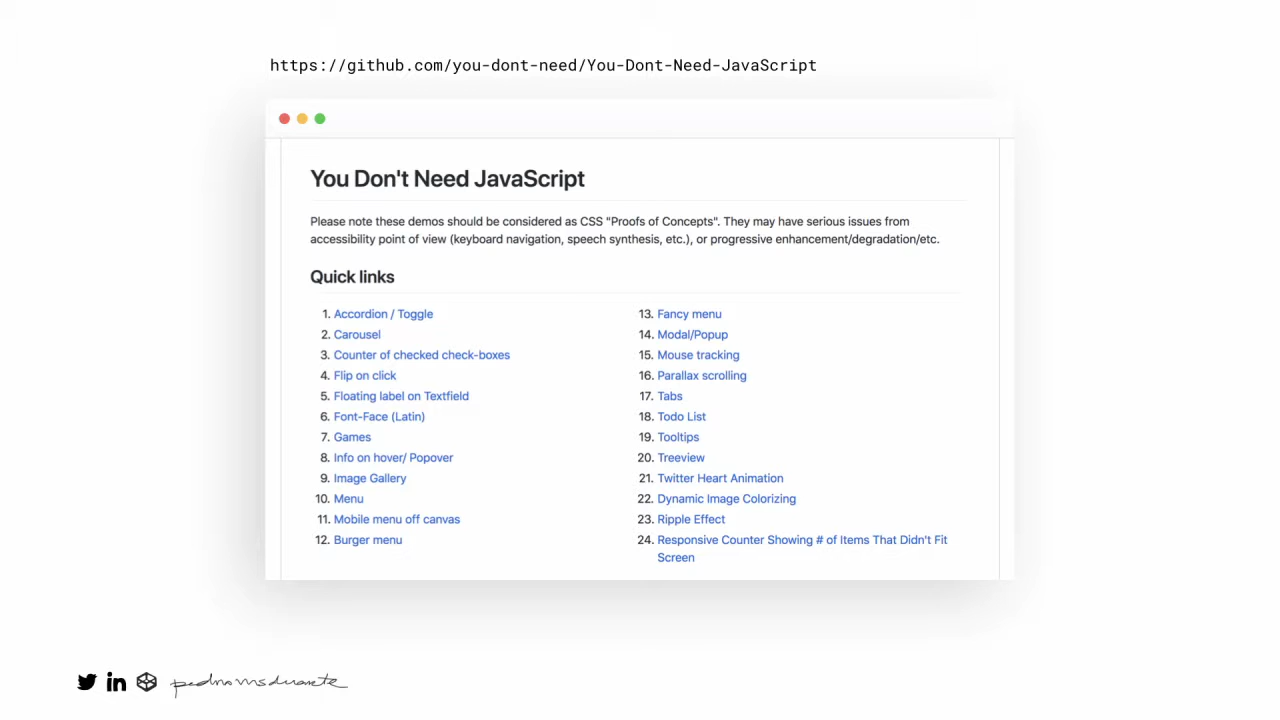 https://github.com/you-dont-need/You-Dont-Need-JavaScript
You Don't Need JavaScript
Please note these demos should be considered as CSS "Proofs of Concepts". They may have serious issues from
accessibility point of view (keyboard navigation, speech synthesis, etc.), or progressive enhancement/degradation/etc.
Quick links
1. Accordion / Toggle
2. Carousel
3. Counter of checked check-boxes
4. Flip on click
5. Floating label on Textfield
6. Font-Face (Latin)
7. Games
8. Info on hover/ Popover
9. Image Gallery
10. Menu
11. Mobile menu off canvas
12. Burger menu
13. Fancy menu
14. Modal/Popup
15. Mouse tracking
16. Parallax scrolling
17. Tabs
18. Todo List
19. Tooltips
20. Treeview
21. Twitter Heart Animation
22. Dynamic Image Colorizing
23. Ripple Effect
24. Responsive Counter Showing # of Items That Didn't Fit
Screen
in
pedromsduarte